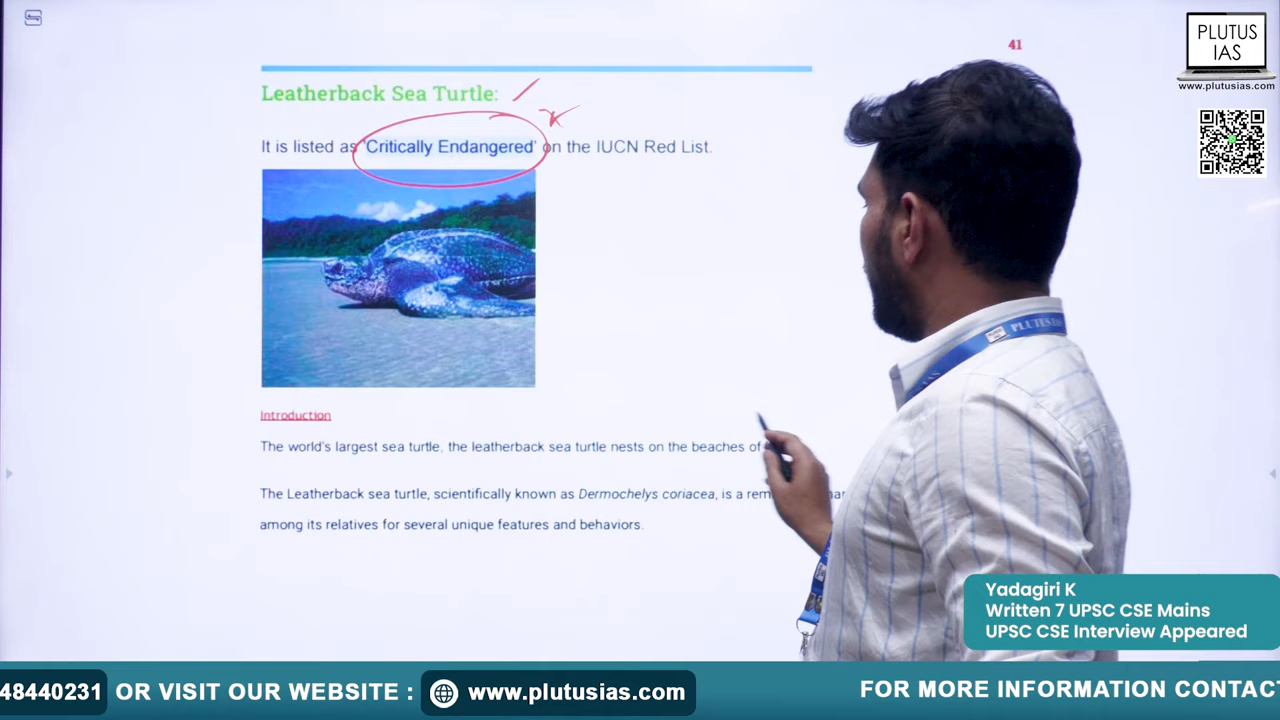 41
PLUTUS
IAS
www.plutusias.com
Leatherback Sea Turtle:
It is listed as 'Critically Endangered' on the IUCN Red List.
Introduction
The world's largest sea turtle, the leatherback sea turtle nests on the beaches of
The Leatherback sea turtle, scientifically known as Dermochelys coriacea, is a
among its relatives for several unique features and behaviors.
PLUTUS
Yadagiri K
Written 7 UPSC CSE Mains
UPSC CSE Interview Appeared
48440231 OR VISIT OUR WEBSITE : www.plutusias.com FOR MORE INFORMATION CONTACT